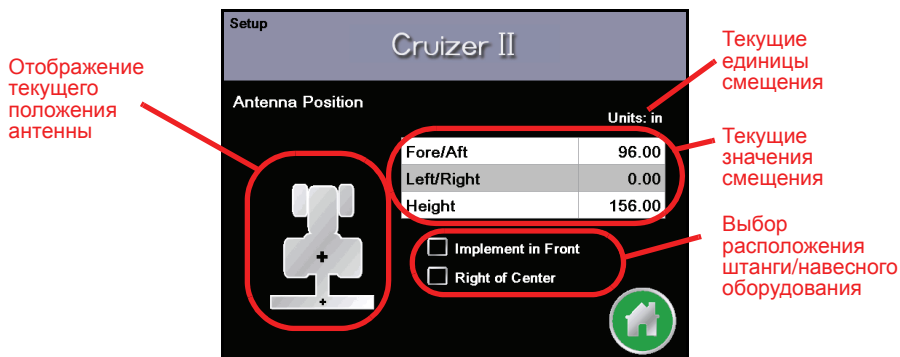 Setup
Cruizer II
Antenna Position
Units: in
Fore/Aft 96.00
Left/Right 0.00
Height 156.00
Implement in Front
Right of Center
Отображение
текущего
положения
антенны
Текущие
единицы
смещения
Текущие
значения
смещения
Выбор
расположения
штанги/навесного
оборудования